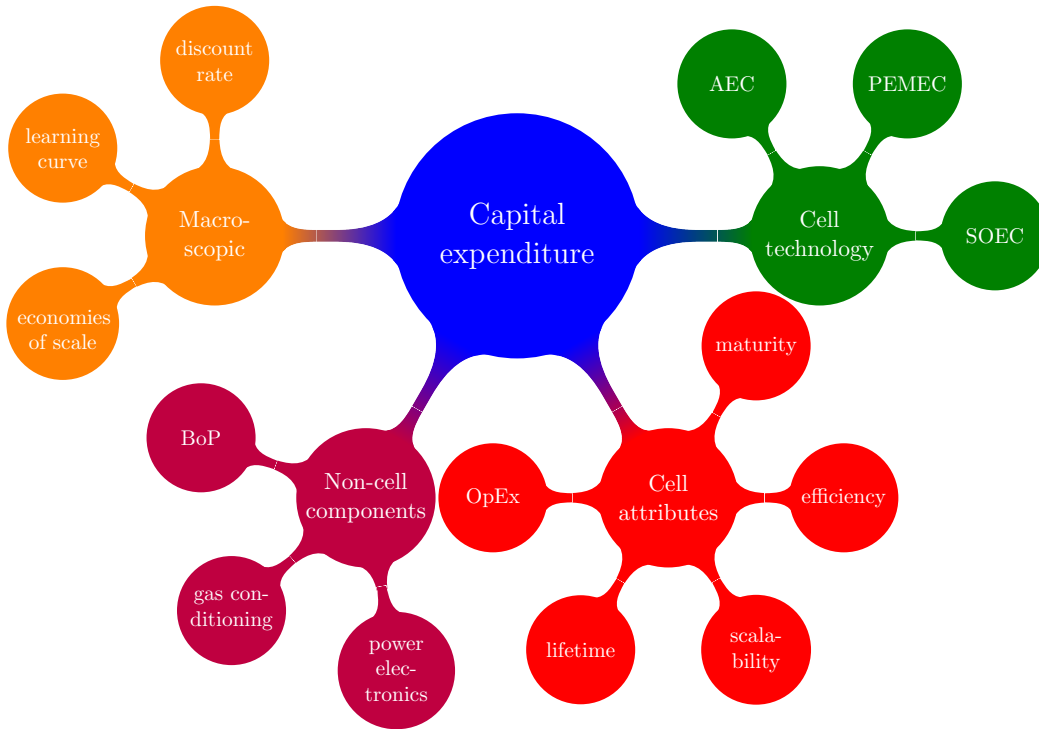 discount
rate
learning
curve
Macro-
scopic
economies
of scale
Capital
expenditure
AEC
PEMEC
Cell
technology
SOEC
maturity
BoP
Non-cell
components
gas con-
ditioning
power
elec-
tronics
OpEx
Cell
attributes
efficiency
lifetime
scala-
bility